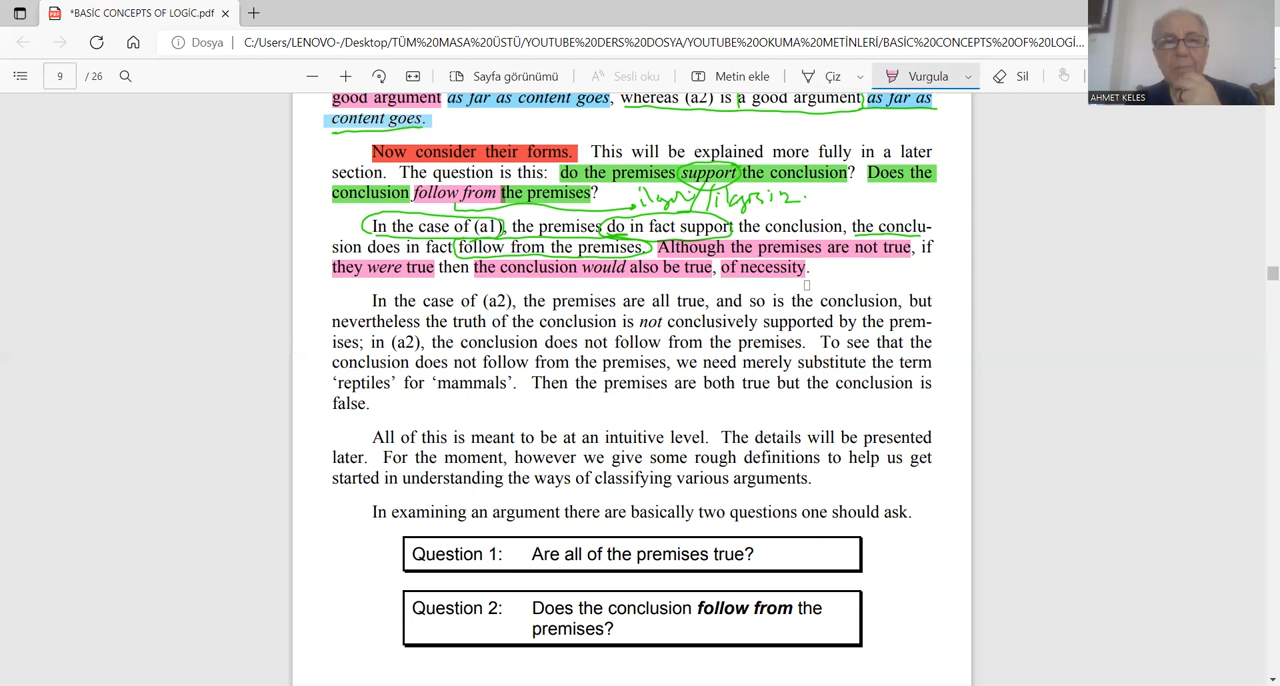 *BASİC CONCEPTS OF LOGİC.pdf
Dosya
C:/Users/LENOVO-/Desktop/TÜM%20MASA%20ÜSTÜ/YOUTUBE%20DERS%20DOSYA/YOUTUBE%20OKUMA%20METİNLERİ/BASİC%20CONCEPTS%20OF%20LOGİ...
9 / 26
Sayfa görünümü
Sesli oku
Metin ekle
Çiz
Vurgula
Sil
AHMET KELES
good argument as far as content goes, whereas (a2) is a good argument as far as
content goes.
Now consider their forms. This will be explained more fully in a later
section. The question is this: do the premises support the conclusion? Does the
conclusion follow from the premises?
ilgili / ilgisiz.
In the case of (a1), the premises do in fact support the conclusion, the conclu-
sion does in fact follow from the premises. Although the premises are not true, if
they were true then the conclusion would also be true, of necessity.
In the case of (a2), the premises are all true, and so is the conclusion, but
nevertheless the truth of the conclusion is not conclusively supported by the prem-
ises; in (a2), the conclusion does not follow from the premises. To see that the
conclusion does not follow from the premises, we need merely substitute the term
‘reptiles’ for ‘mammals’. Then the premises are both true but the conclusion is
false.
All of this is meant to be at an intuitive level. The details will be presented
later. For the moment, however we give some rough definitions to help us get
started in understanding the ways of classifying various arguments.
In examining an argument there are basically two questions one should ask.
Question 1: Are all of the premises true?
Question 2: Does the conclusion follow from the
premises?